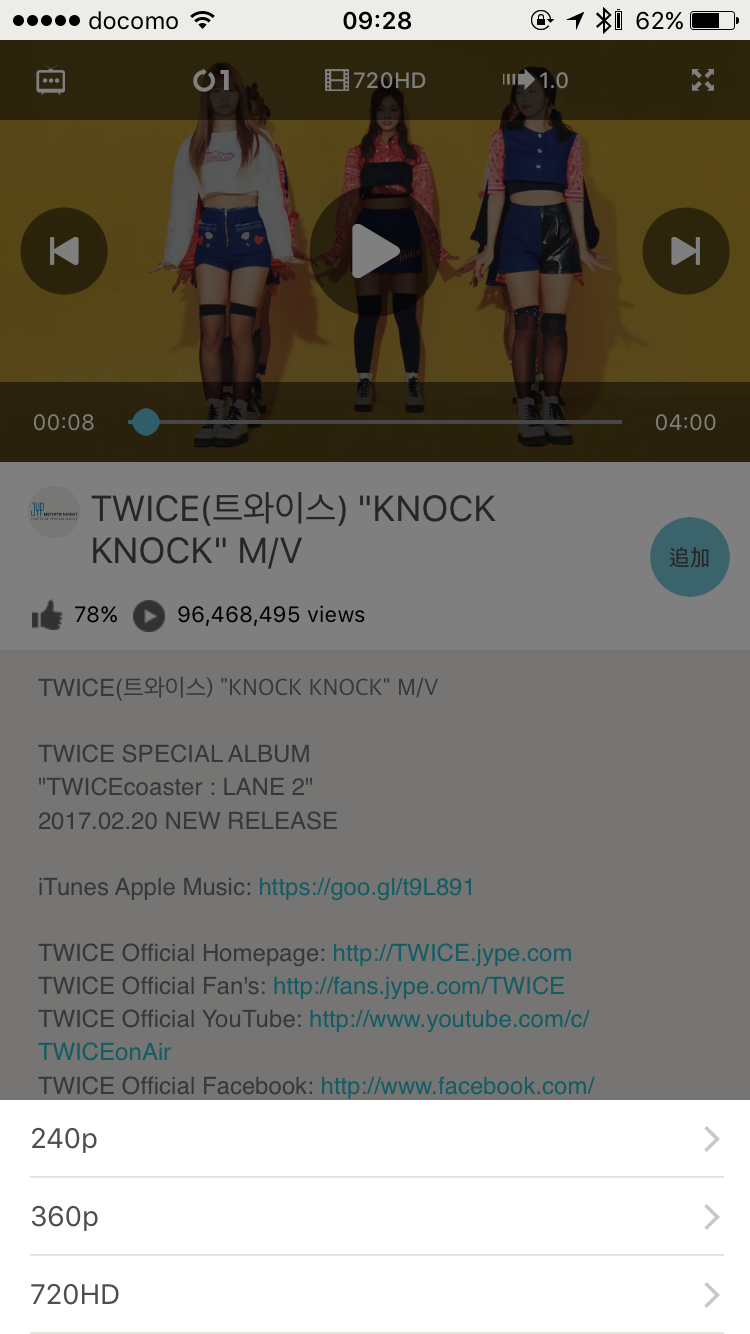 docomo 09:28 62%
1 720HD 1.0
00:08 04:00
TWICE(트와이스) "KNOCK
KNOCK" M/V
追加
78% 96,468,495 views
TWICE(트와이스) "KNOCK KNOCK" M/V
TWICE SPECIAL ALBUM
"TWICEcoaster : LANE 2"
2017.02.20 NEW RELEASE
iTunes Apple Music: https://goo.gl/t9L891
TWICE Official Homepage: http://TWICE.jype.com
TWICE Official Fan's: http://fans.jype.com/TWICE
TWICE Official YouTube: http://www.youtube.com/c/
TWICEonAir
TWICE Official Facebook: http://www.facebook.com/
240p
360p
720HD